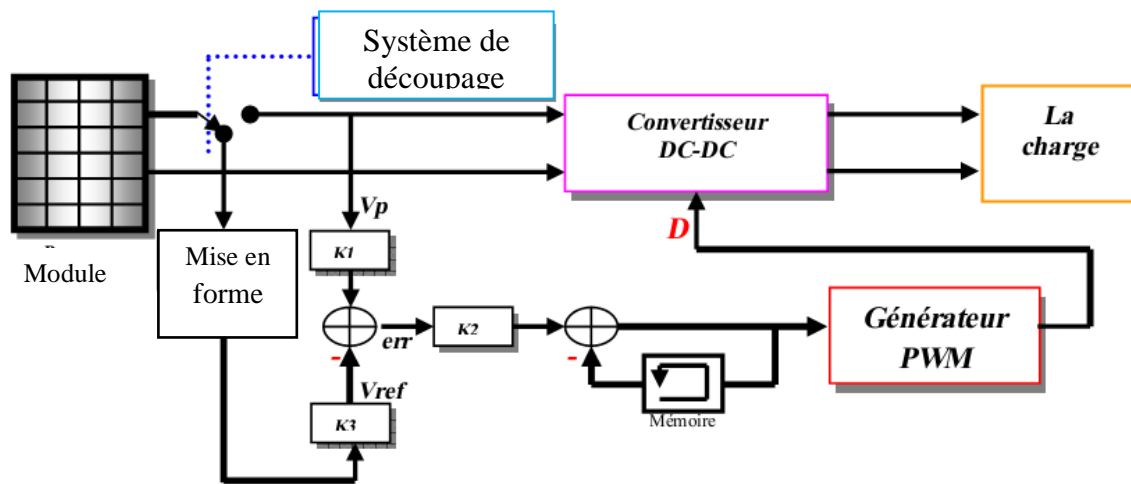 Système de
découpage
Convertisseur
DC-DC
La
charge
Vp
D
Module
Mise en
forme
K1
K2
err
-
-
Générateur
PWM
Vref
Mémoire
K3